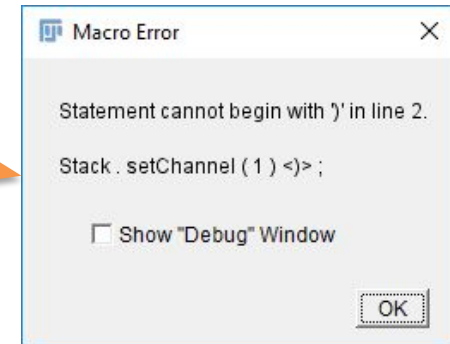 Macro Error
Statement cannot begin with ')' in line 2.
Stack . setChannel ( 1 ) <)> ;
Show "Debug" Window
OK